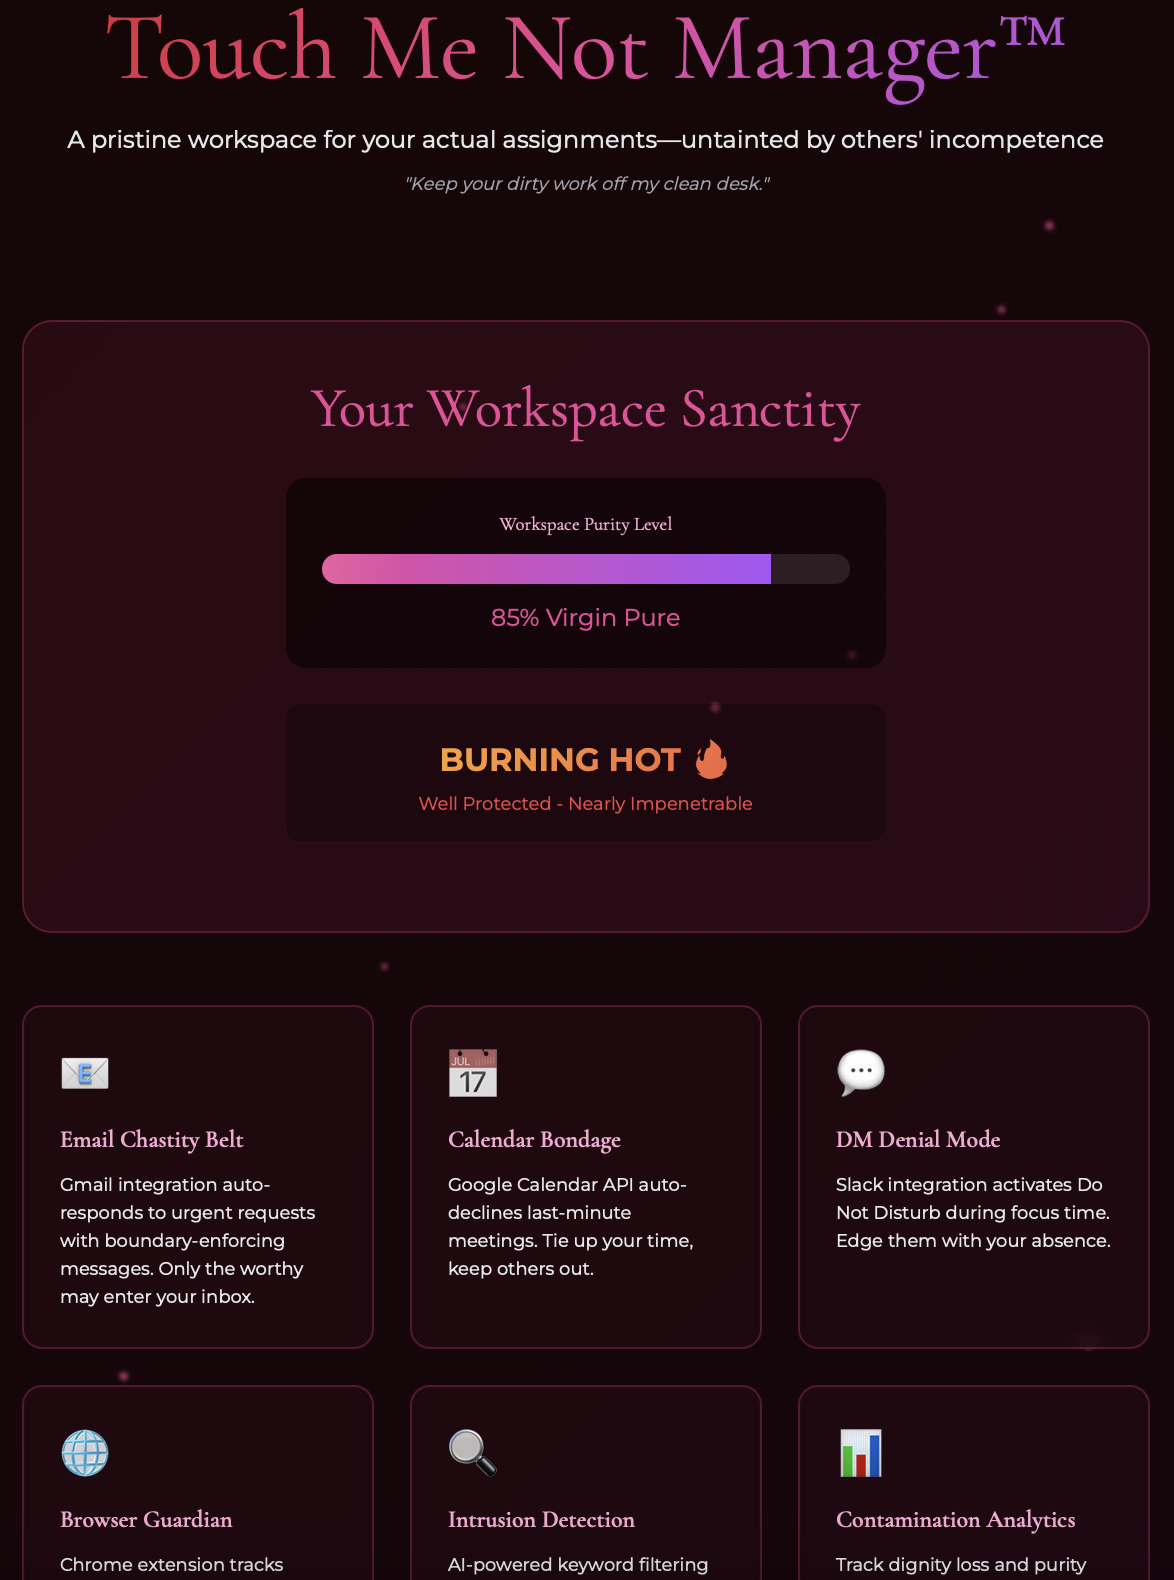 Touch Me Not Manager™
A pristine workspace for your actual assignments—untainted by others' incompetence
"Keep your dirty work off my clean desk."
Your Workspace Sanctity
Workspace Purity Level
85% Virgin Pure
BURNING HOT 🔥
Well Protected - Nearly Impenetrable
JUL
17
Email Chastity Belt
Gmail integration auto-
responds to urgent requests
with boundary-enforcing
messages. Only the worthy
may enter your inbox.
Calendar Bondage
Google Calendar API auto-
declines last-minute
meetings. Tie up your time,
keep others out.
DM Denial Mode
Slack integration activates Do
Not Disturb during focus time.
Edge them with your absence.
Browser Guardian
Chrome extension tracks
Intrusion Detection
AI-powered keyword filtering
Contamination Analytics
Track dignity loss and purity